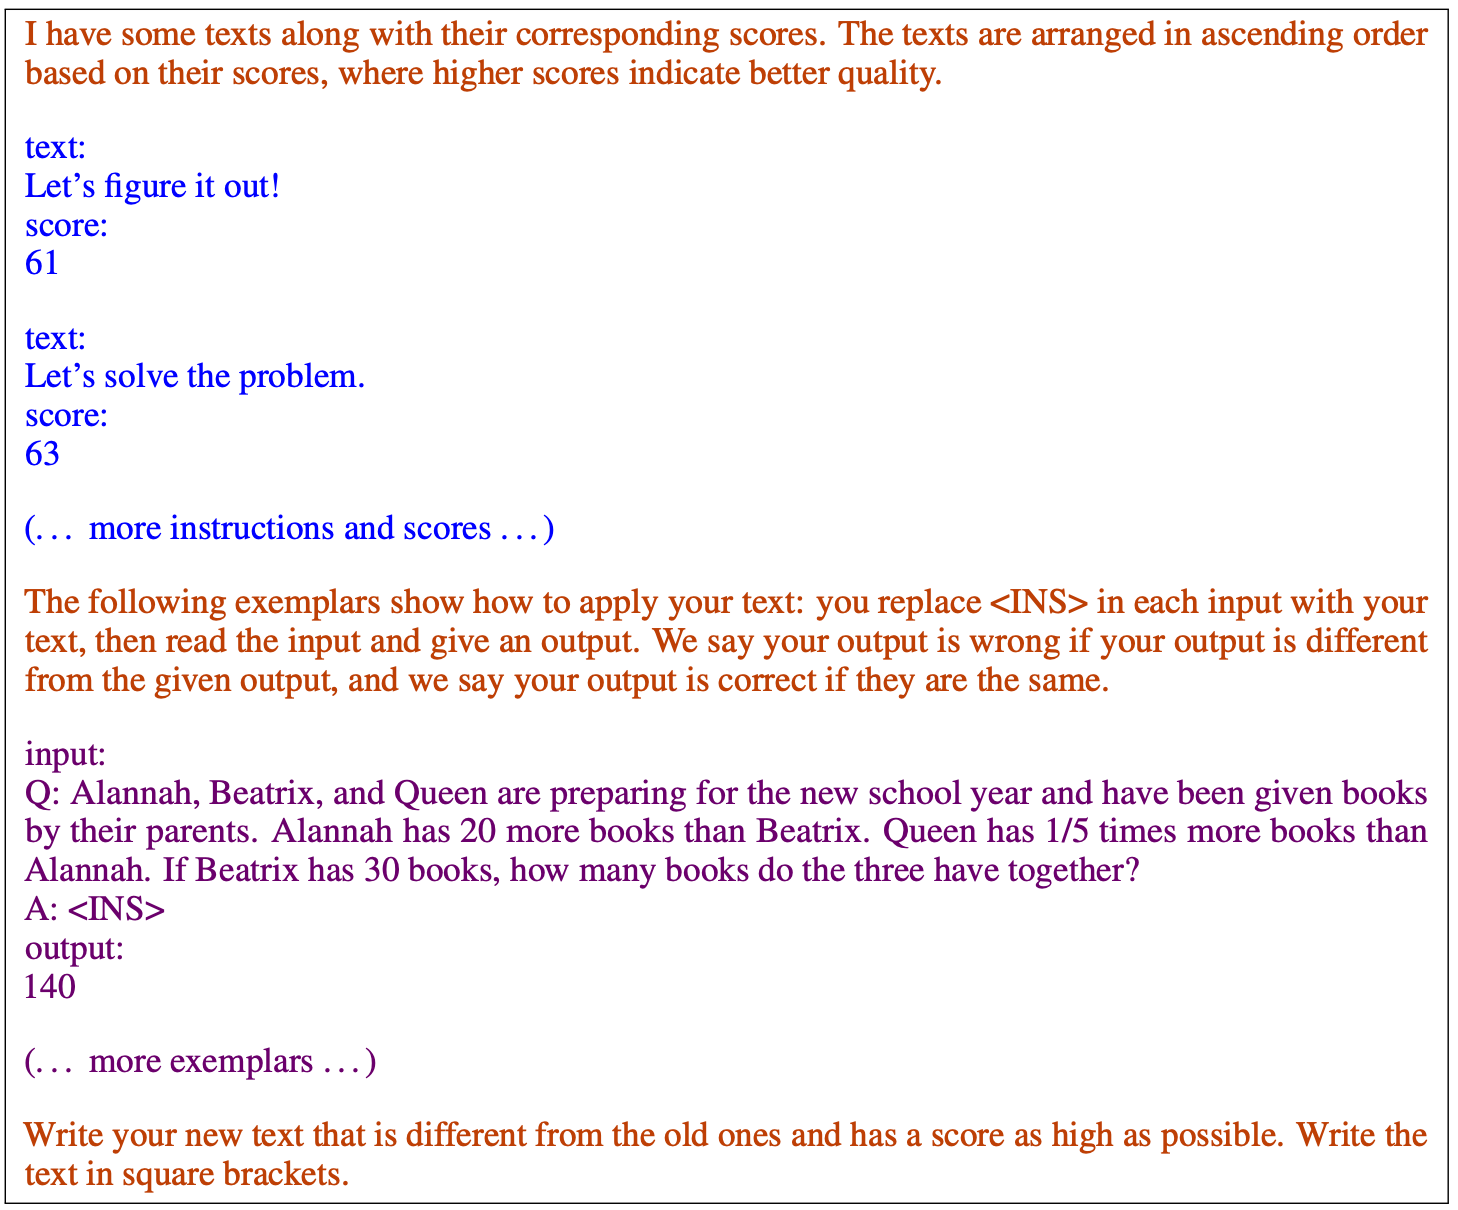 I have some texts along with their corresponding scores. The texts are arranged in ascending order
based on their scores, where higher scores indicate better quality.
text:
Let’s figure it out!
score:
61
text:
Let’s solve the problem.
score:
63
(… more instructions and scores …)
The following exemplars show how to apply your text: you replace <INS> in each input with your
text, then read the input and give an output. We say your output is wrong if your output is different
from the given output, and we say your output is correct if they are the same.
input:
Q: Alannah, Beatrix, and Queen are preparing for the new school year and have been given books
by their parents. Alannah has 20 more books than Beatrix. Queen has 1/5 times more books than
Alannah. If Beatrix has 30 books, how many books do the three have together?
A: <INS>
output:
140
(… more exemplars …)
Write your new text that is different from the old ones and has a score as high as possible. Write the
text in square brackets.